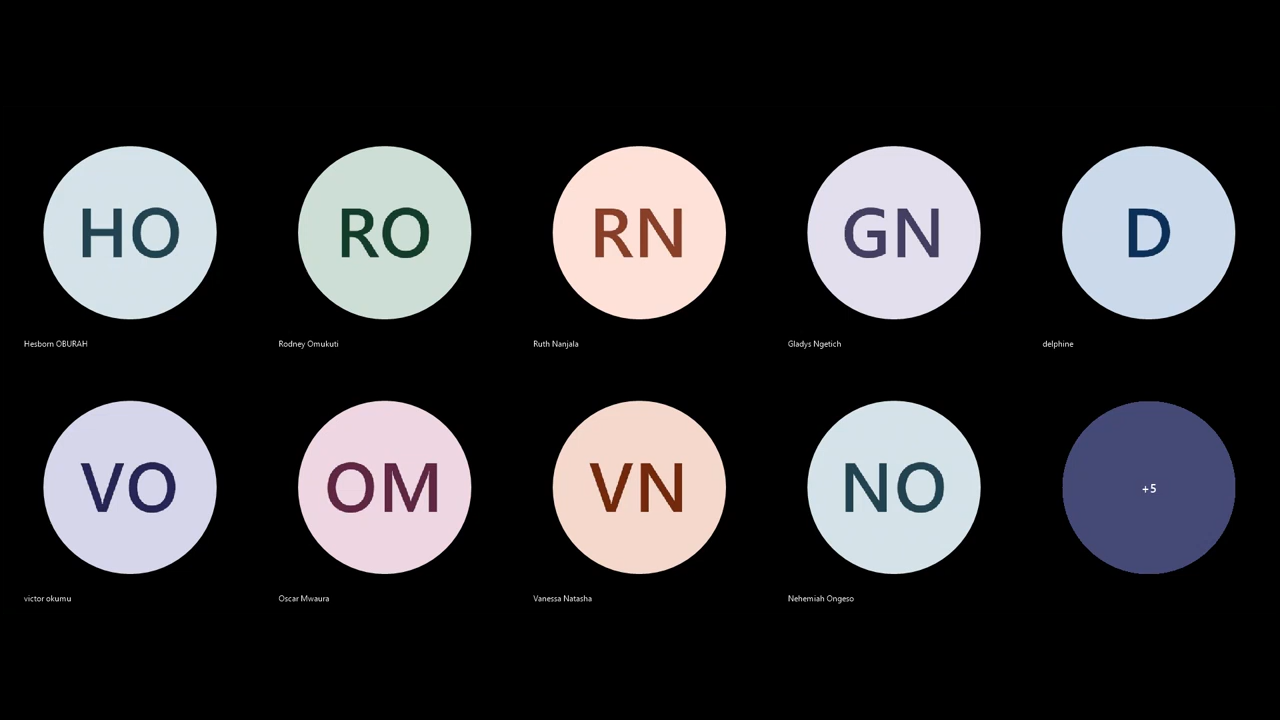 HO
RO
RN
GN
D
Hesborn OBURAH
Rodney Omukuti
Ruth Nanjala
Gladys Ngetich
delphine
VO
OM
VN
NO
+5
victor okumu
Oscar Mwaura
Vanessa Natasha
Nehemiah Ongeso